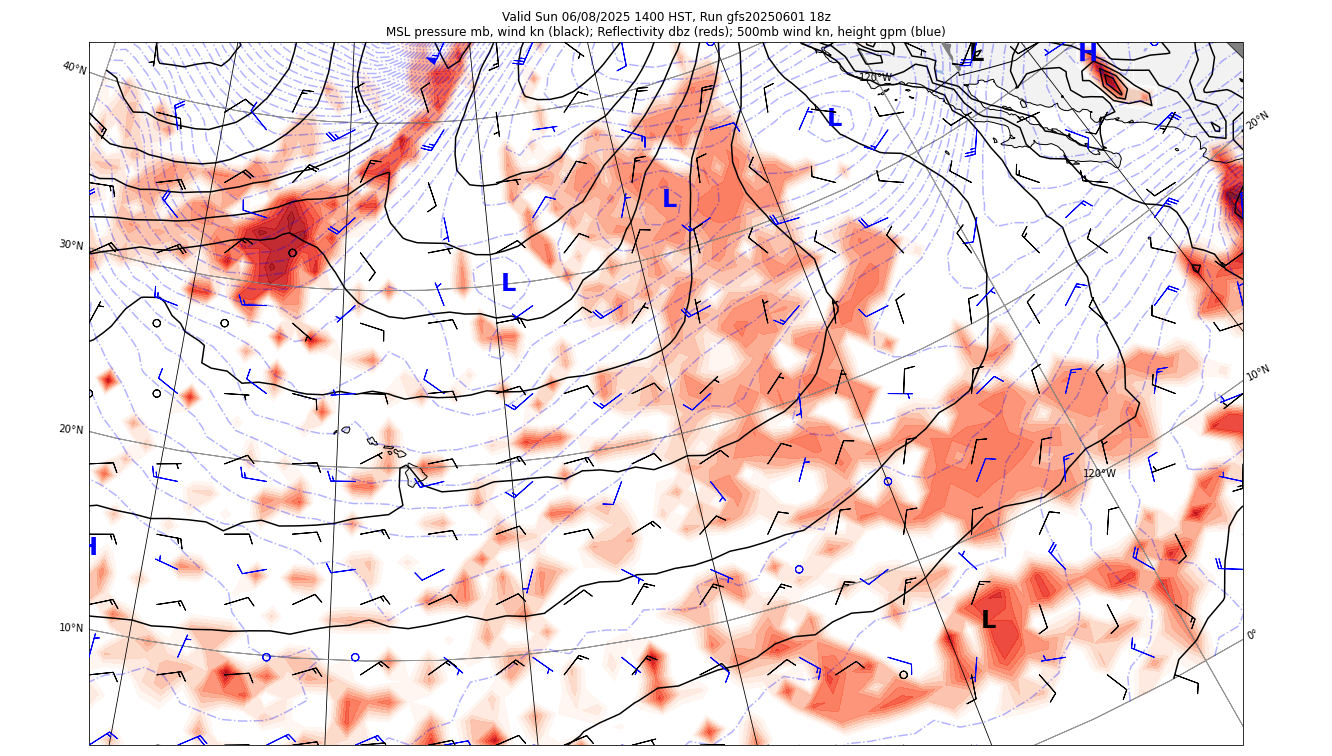 Valid Sun 06/08/2025 1400 HST, Run gfs20250601 18z
MSL pressure mb, wind kn (black); Reflectivity dbz (reds); 500mb wind kn, height gpm (blue)
L
H
40°N
120°W
L
20°N
L
30°N
L
10°N
20°N
120°W
H
L
10°N
0°